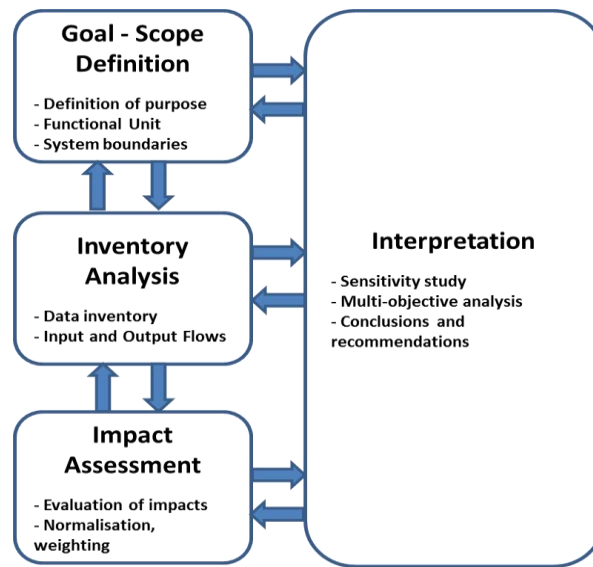 Goal - Scope
Definition
- Definition of purpose
- Functional Unit
- System boundaries
Inventory
Analysis
- Data inventory
- Input and Output Flows
Impact
Assessment
- Evaluation of impacts
- Normalisation,
weighting
Interpretation
- Sensitivity study
- Multi-objective analysis
- Conclusions and
recommendations